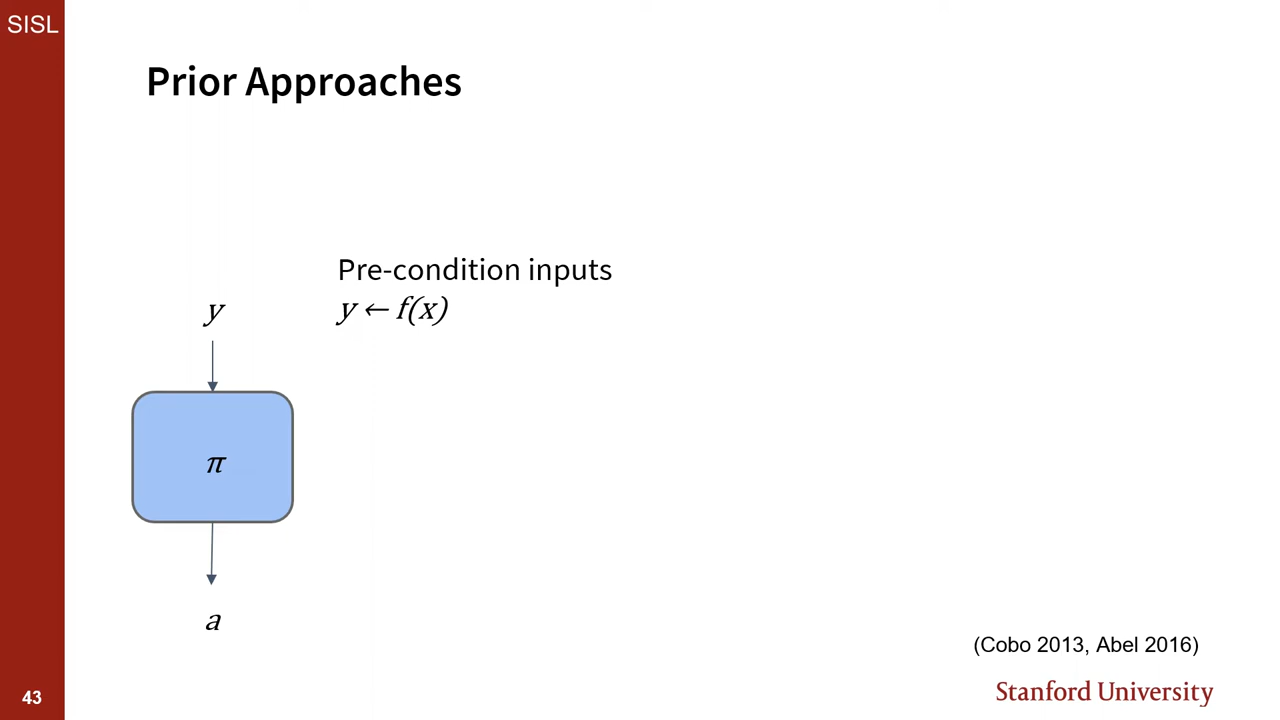 SISL
Prior Approaches
Pre-condition inputs
y ← f(x)
y
π
a
(Cobo 2013, Abel 2016)
Stanford University
43